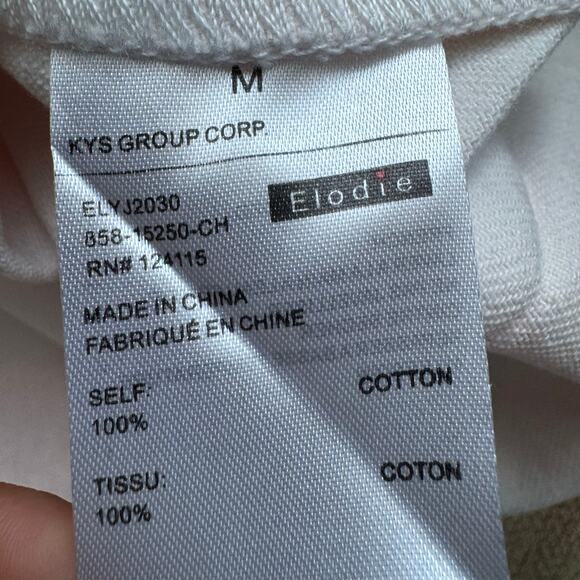 M
KYS GROUP CORP.
Elodie
ELYJ2030
858-15250-CH
RN# 124115
MADE IN CHINA
FABRIQUÉ EN CHINE
SELF: COTTON
100%
TISSU: COTON
100%